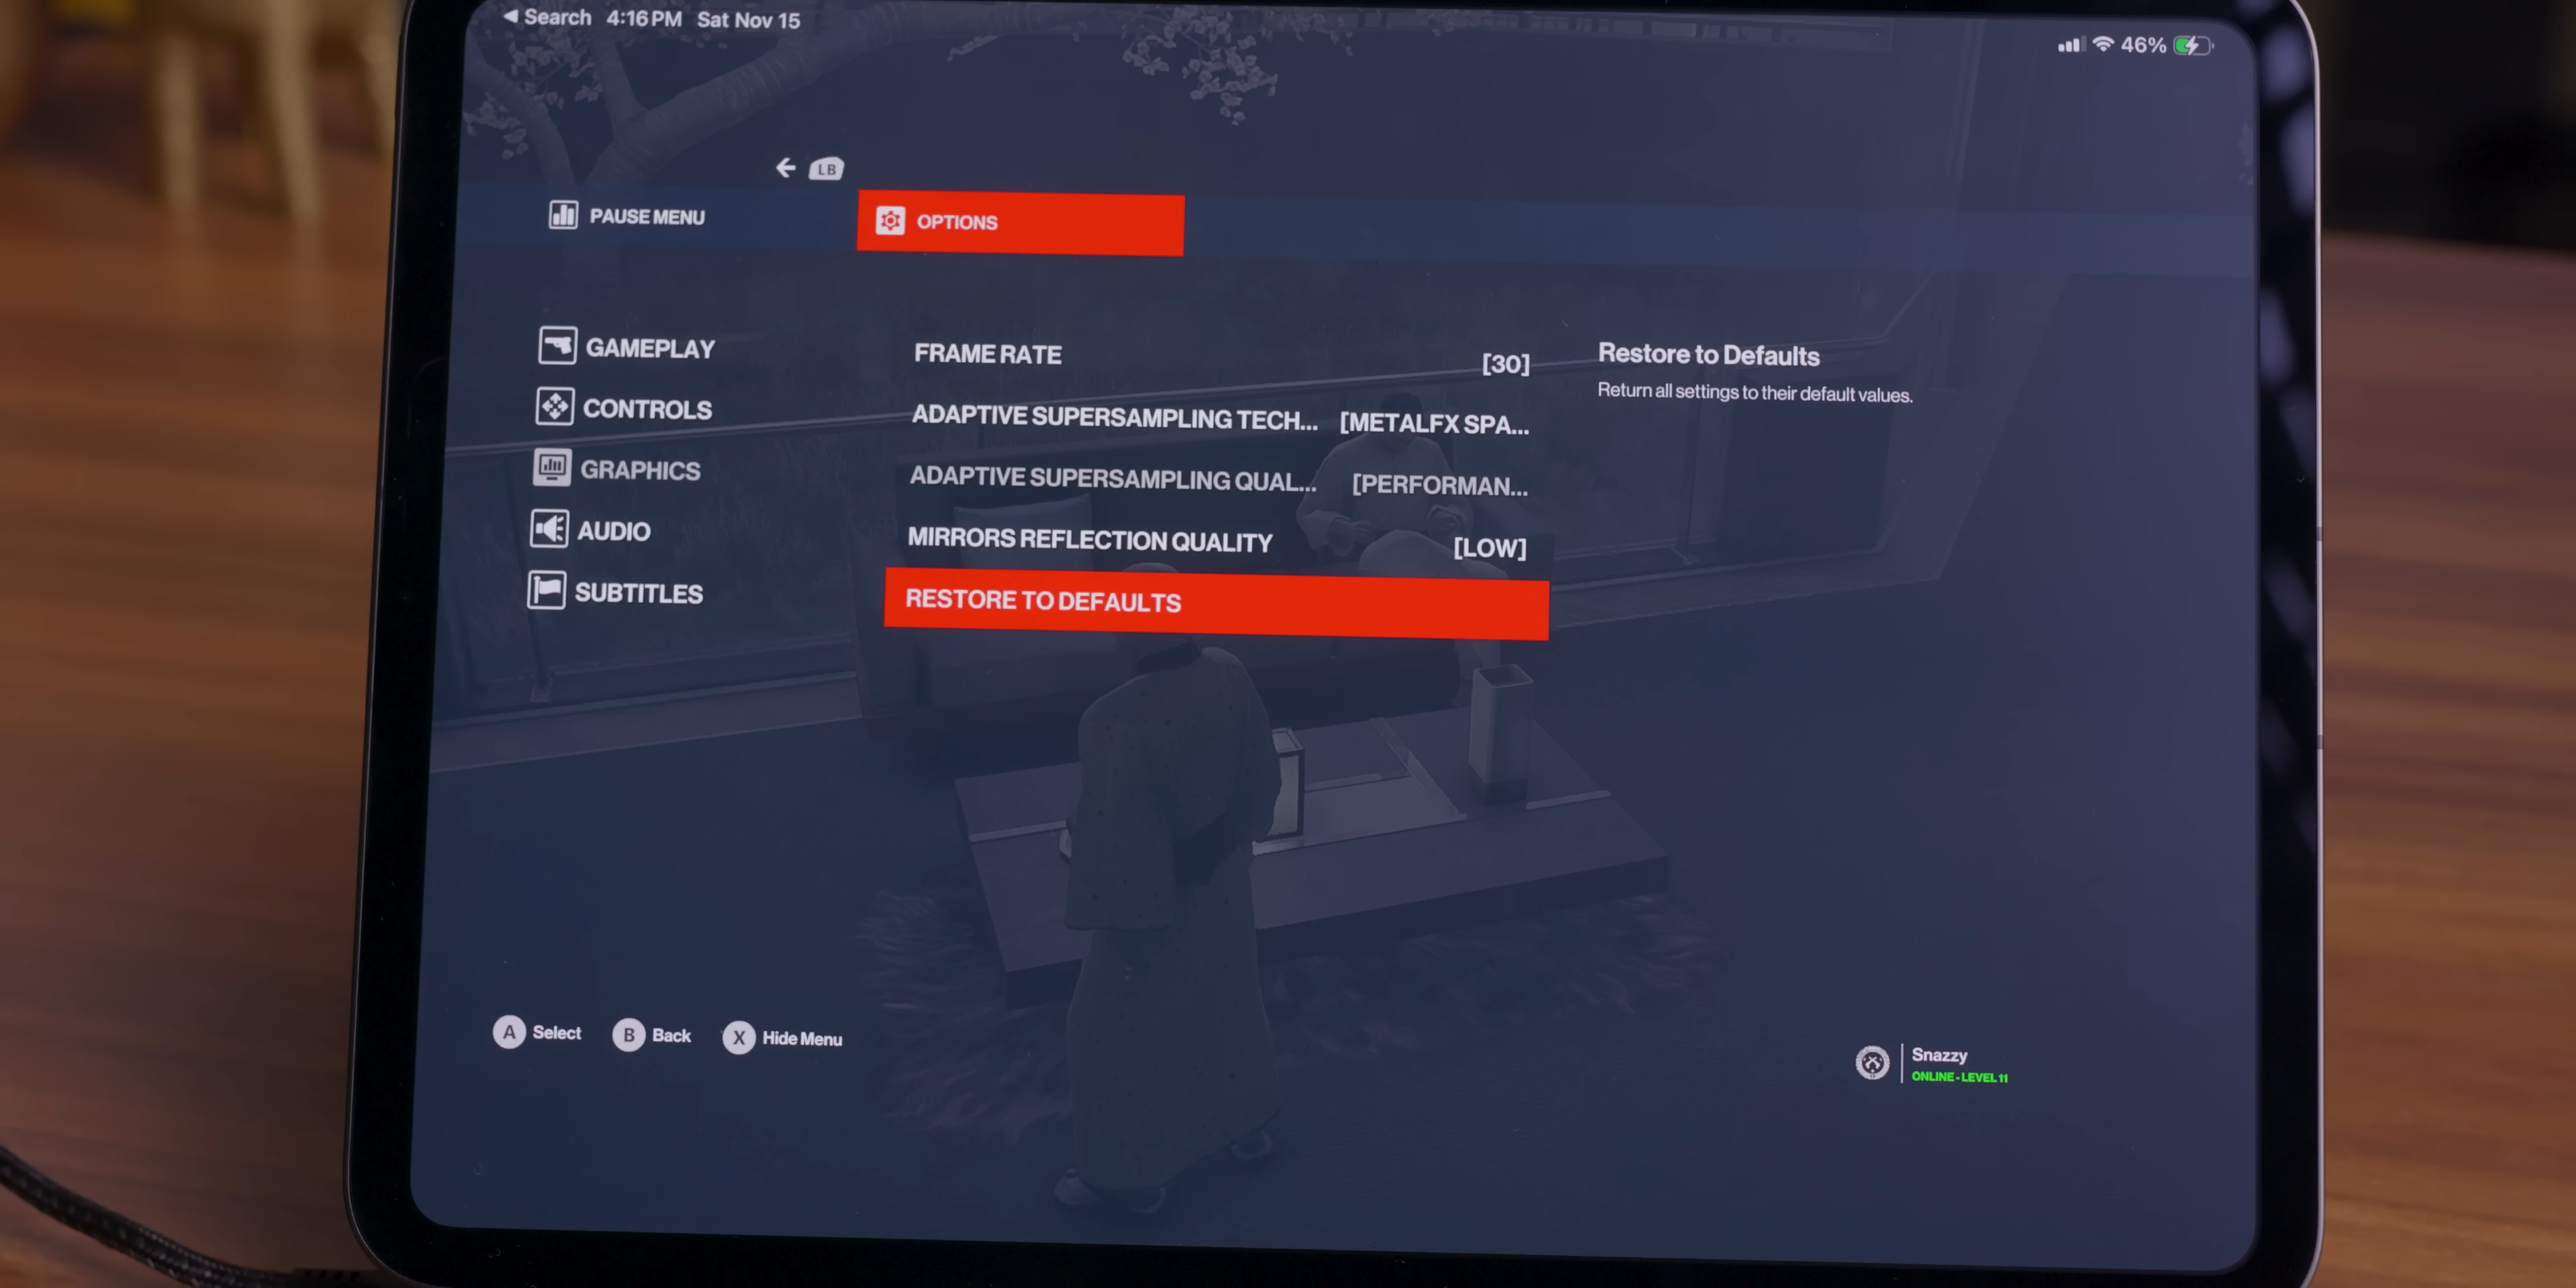 ◀ Search 4:16 PM Sat Nov 15
46%
← LB
PAUSE MENU
OPTIONS
GAMEPLAY
CONTROLS
GRAPHICS
AUDIO
SUBTITLES
FRAME RATE [30]
ADAPTIVE SUPERSAMPLING TECH... [METALFX SPA...
ADAPTIVE SUPERSAMPLING QUAL... [PERFORMAN...
MIRRORS REFLECTION QUALITY [LOW]
RESTORE TO DEFAULTS
Restore to Defaults
Return all settings to their default values.
A Select B Back X Hide Menu
Snazzy
ONLINE - LEVEL 11